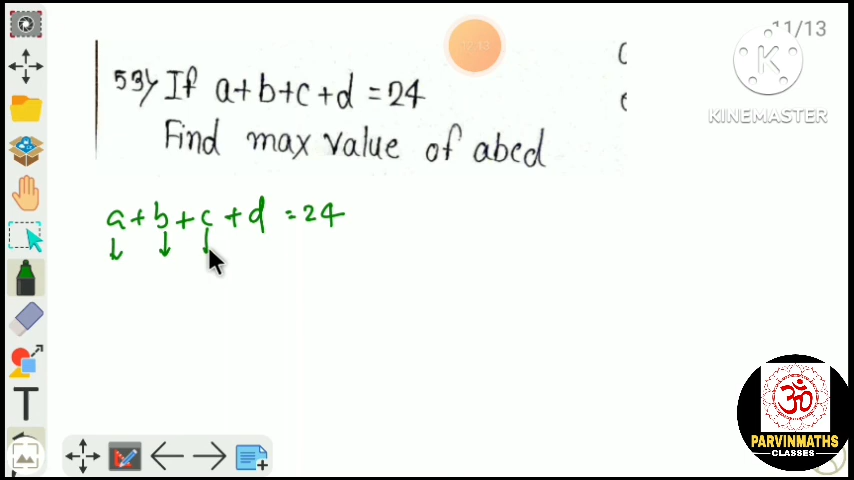 11/13
53) If a+b+c+d = 24
Find max value of abcd
KINEMASTER
a+b+c+d = 24
PARVINMATHS
CLASSES